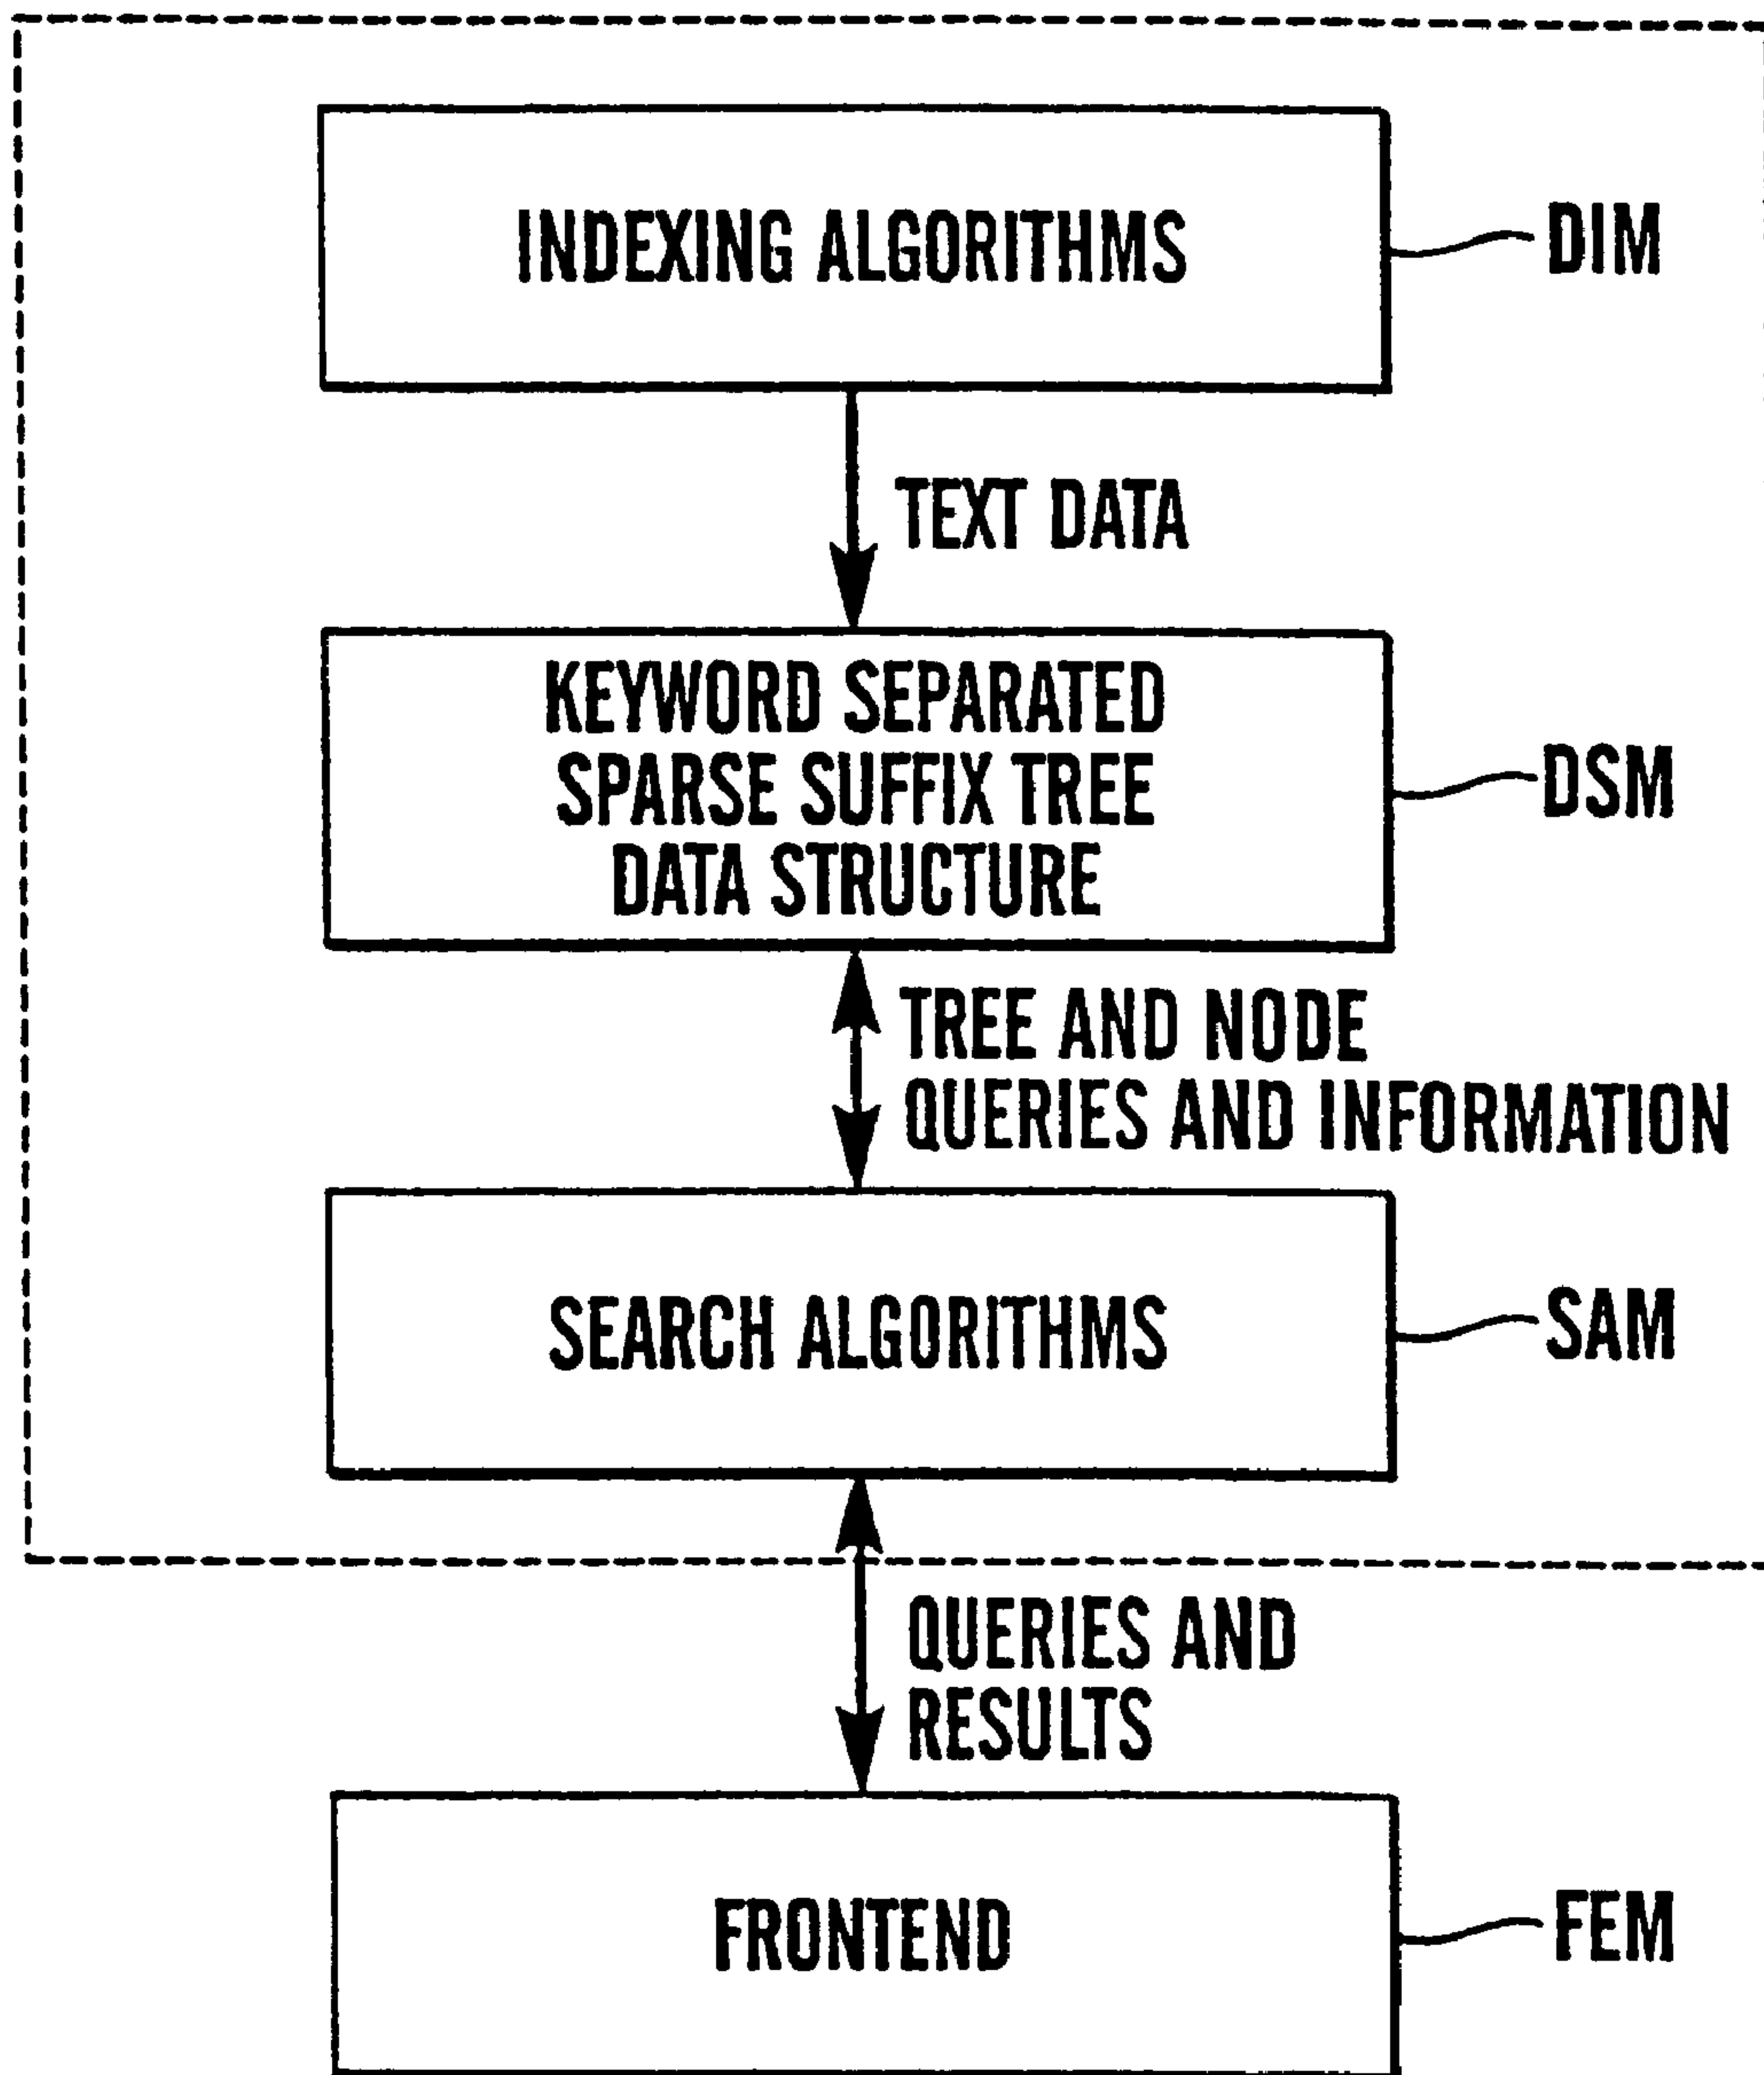 INDEXING ALGORITHMS
DIM
TEXT DATA
KEYWORD SEPARATED
SPARSE SUFFIX TREE
DATA STRUCTURE
DSM
TREE AND NODE
QUERIES AND INFORMATION
SEARCH ALGORITHMS
SAM
QUERIES AND
RESULTS
FRONTEND
FEM